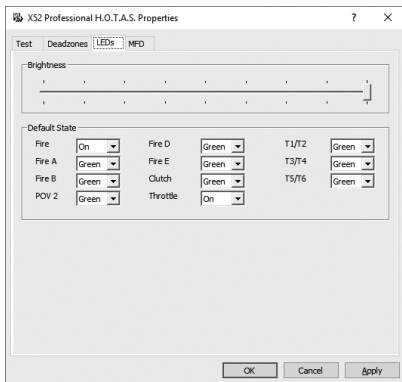 X52 Professional H.O.T.A.S. Properties ? X
Test Deadzones LEDs MFD
Brightness
Default State
Fire On Fire D Green T1/T2 Green
Fire A Green Fire E Green T3/T4 Green
Fire B Green Clutch Green T5/T6 Green
POV 2 Green Throttle On
OK Cancel Apply